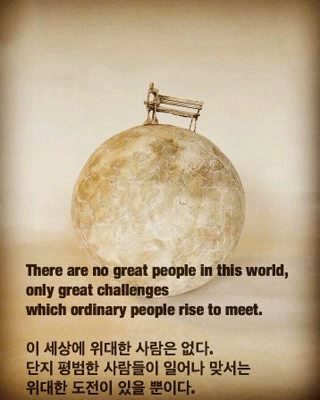 There are no great people in this world,
only great challenges
which ordinary people rise to meet.
이 세상에 위대한 사람은 없다.
단지 평범한 사람들이 일어나 맞서는
위대한 도전이 있을 뿐이다.